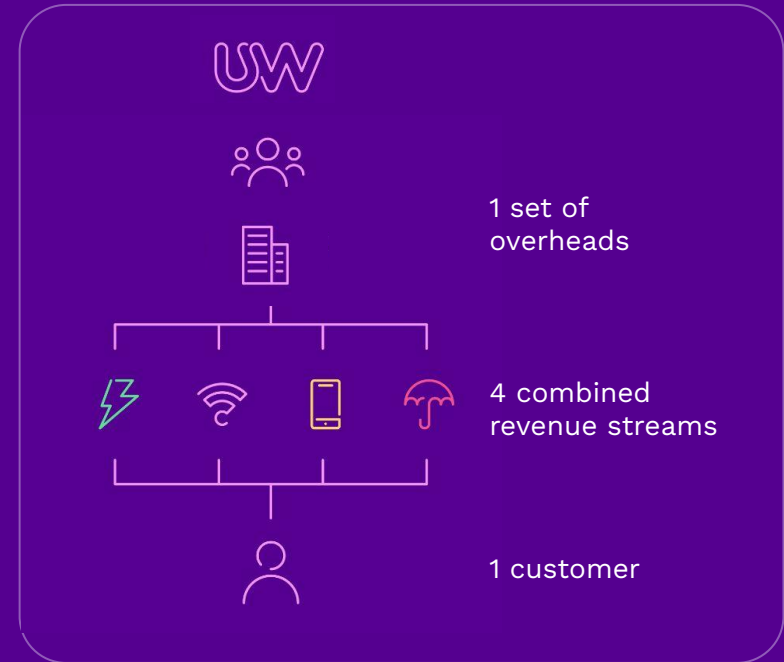 UW
1 set of
overheads
4 combined
revenue streams
1 customer